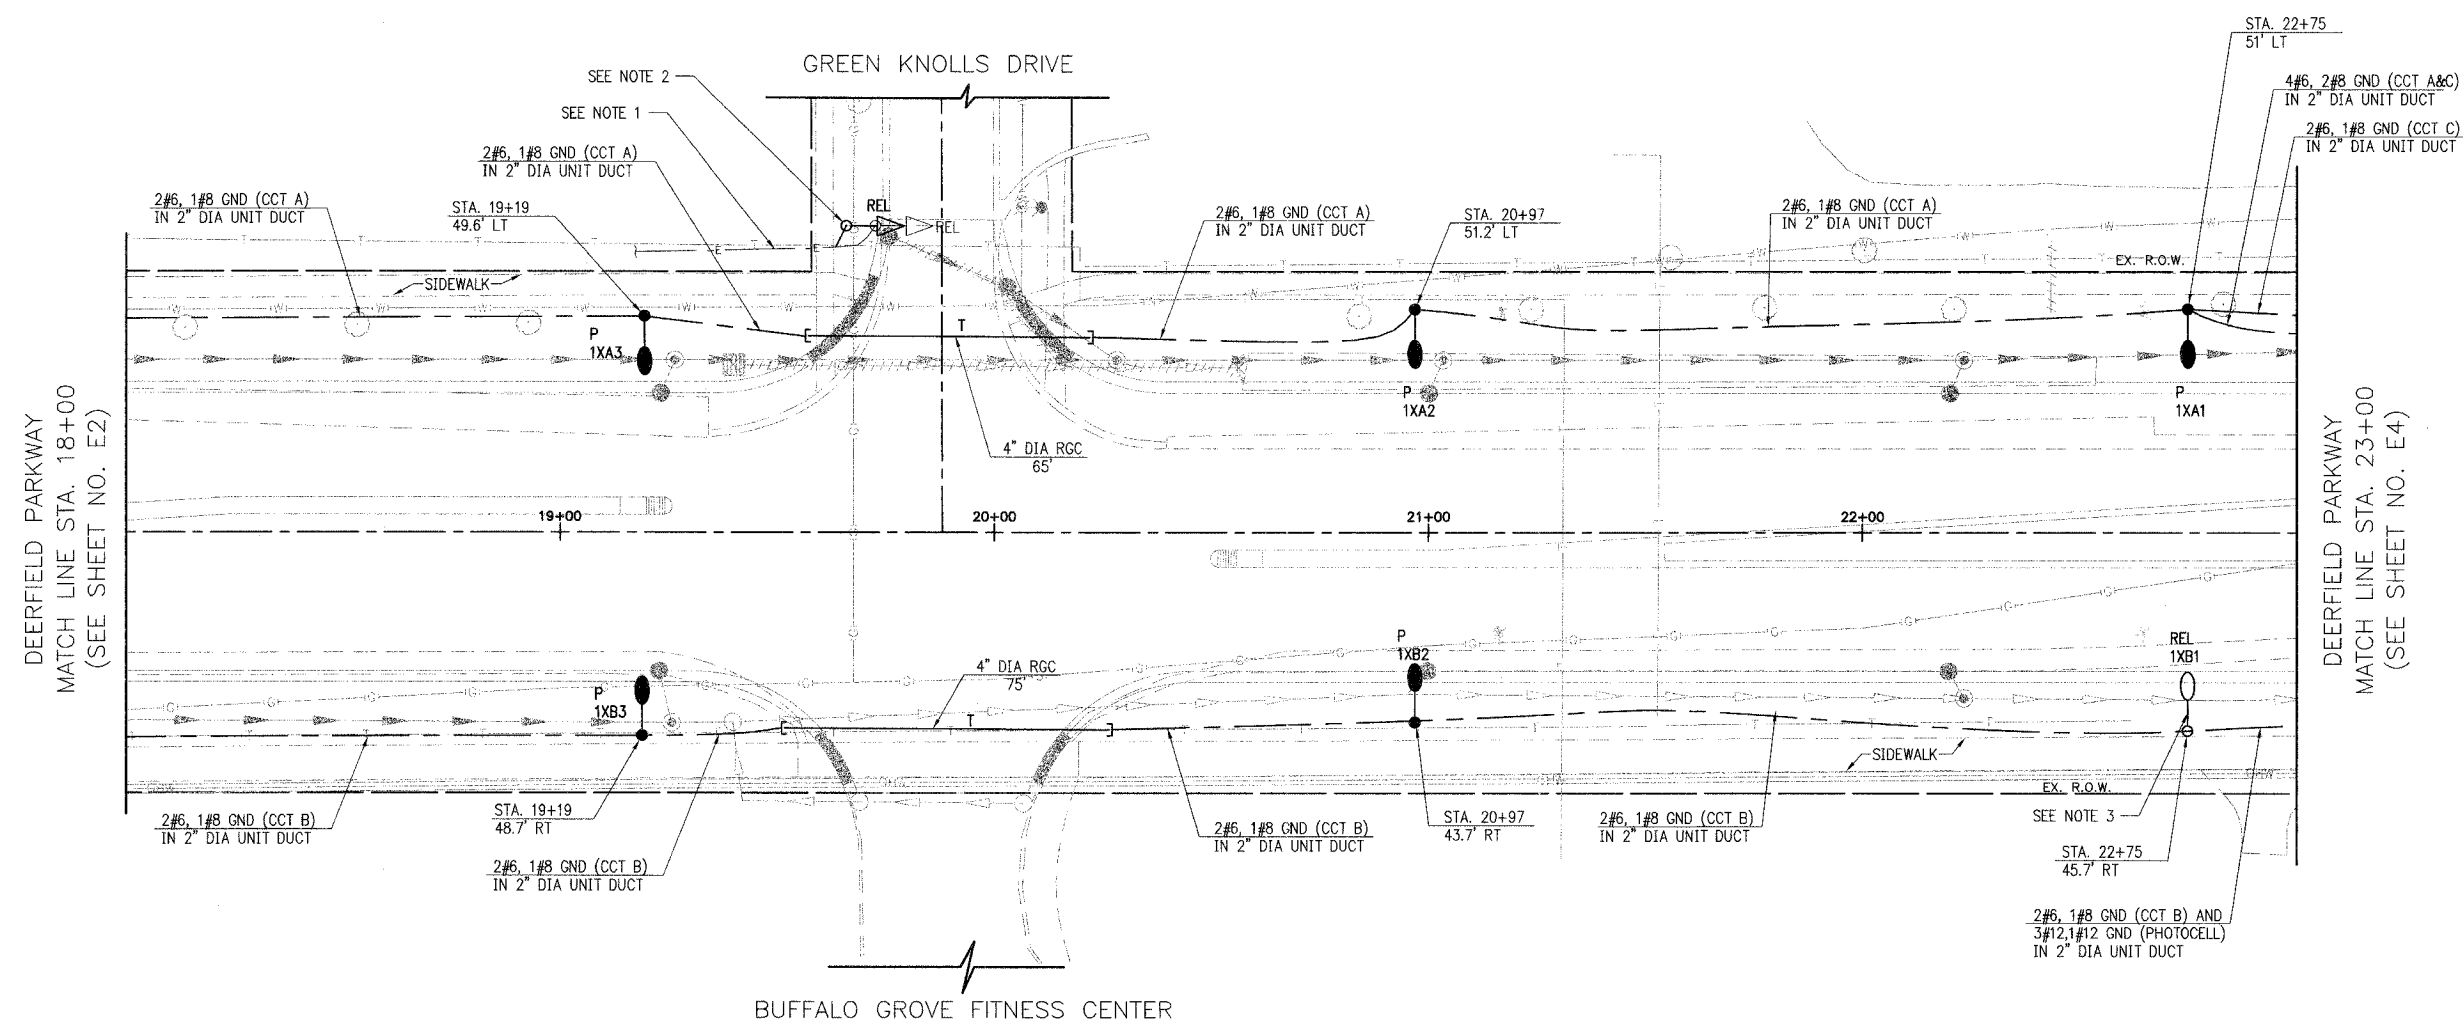 STA. 22+75
51' LT
GREEN KNOLLS DRIVE
SEE NOTE 2
4#6, 2#8 GND (CCT A&C)
IN 2" DIA UNIT DUCT
SEE NOTE 1
2#6, 1#8 GND (CCT C)
IN 2" DIA UNIT DUCT
2#6, 1#8 GND (CCT A)
IN 2" DIA UNIT DUCT
2#6, 1#8 GND (CCT A)
IN 2" DIA UNIT DUCT
STA. 19+19
49.6' LT
REL
REL
2#6, 1#8 GND (CCT A)
IN 2" DIA UNIT DUCT
STA. 20+97
51.2' LT
2#6, 1#8 GND (CCT A)
IN 2" DIA UNIT DUCT
EX. R.O.W.
SIDEWALK
T
P
1XA3
P
1XA2
P
1XA1
DEERFIELD PARKWAY
MATCH LINE STA. 18+00
(SEE SHEET NO. E2)
DEERFIELD PARKWAY
MATCH LINE STA. 23+00
(SEE SHEET NO. E4)
4" DIA RGC
65'
19+00
20+00
21+00
22+00
P
1XB2
REL
1XB1
4" DIA RGC
75'
P
1XB3
T
SIDEWALK
EX. R.O.W.
STA. 19+19
48.7' RT
2#6, 1#8 GND (CCT B)
IN 2" DIA UNIT DUCT
2#6, 1#8 GND (CCT B)
IN 2" DIA UNIT DUCT
2#6, 1#8 GND (CCT B)
IN 2" DIA UNIT DUCT
STA. 20+97
43.7' RT
2#6, 1#8 GND (CCT B)
IN 2" DIA UNIT DUCT
SEE NOTE 3
STA. 22+75
45.7' RT
2#6, 1#8 GND (CCT B) AND
3#12,1#12 GND (PHOTOCELL)
IN 2" DIA UNIT DUCT
BUFFALO GROVE FITNESS CENTER